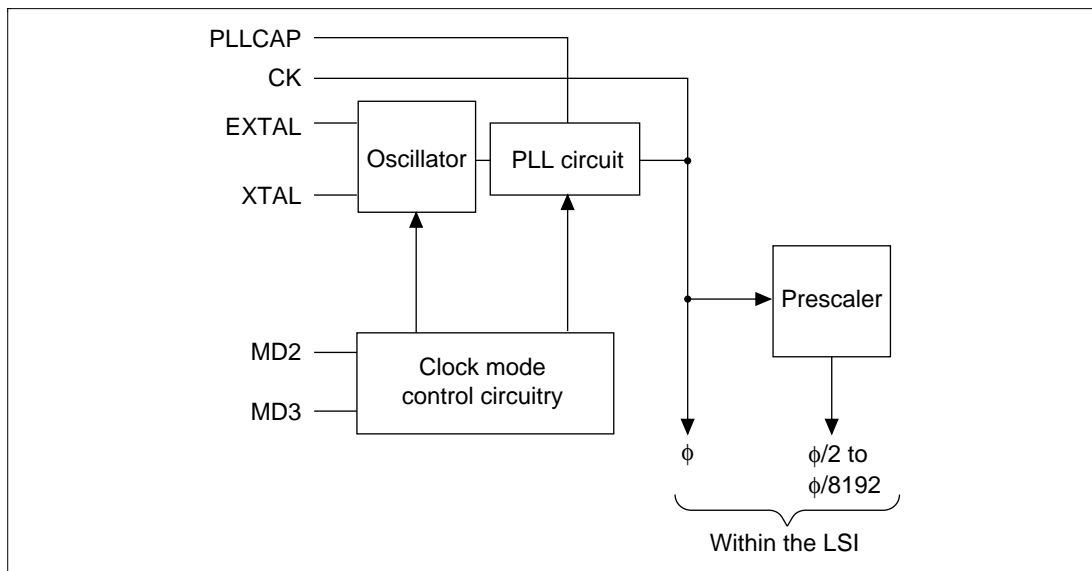 PLLCAP
CK
EXTAL
XTAL
Oscillator
PLL circuit
Prescaler
MD2
MD3
Clock mode
control circuitry
ϕ
ϕ/2 to
ϕ/8192
Within the LSI